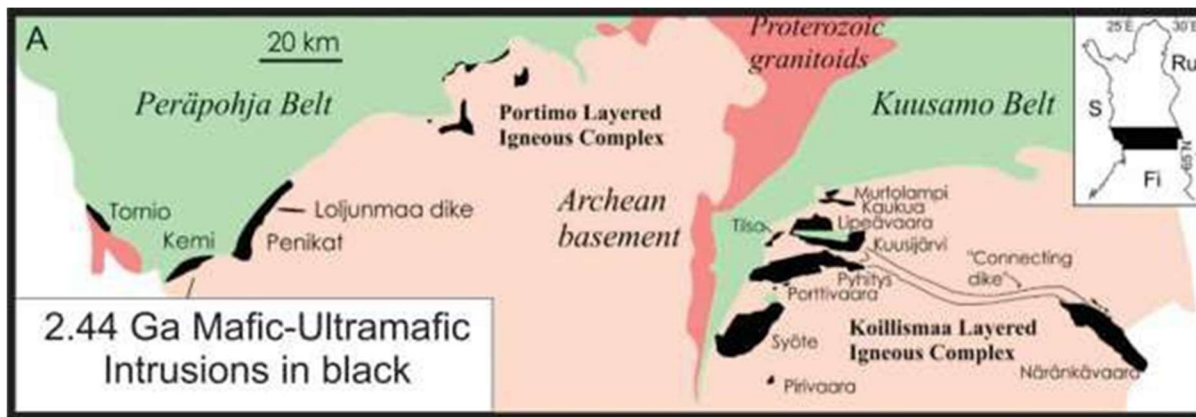 A
20 km
Peräpohja Belt
Portimo Layered
Igneous Complex
Proterozoic
granitoids
Kuusamo Belt
25°E
30°E
Ru
S
65°N
Fi
Tornio
Kemi
Loljunmaa dike
Penikat
Archean
basement
Murtolampi
Kaukua
Lipeävaara
Tilsa
Kuusijärvi
"Connecting
dike"
Pyhitys
Porttivaara
Syöte
Koillismaa Layered
Igneous Complex
Näränkävaara
Pirivaara
2.44 Ga Mafic-Ultramafic
Intrusions in black